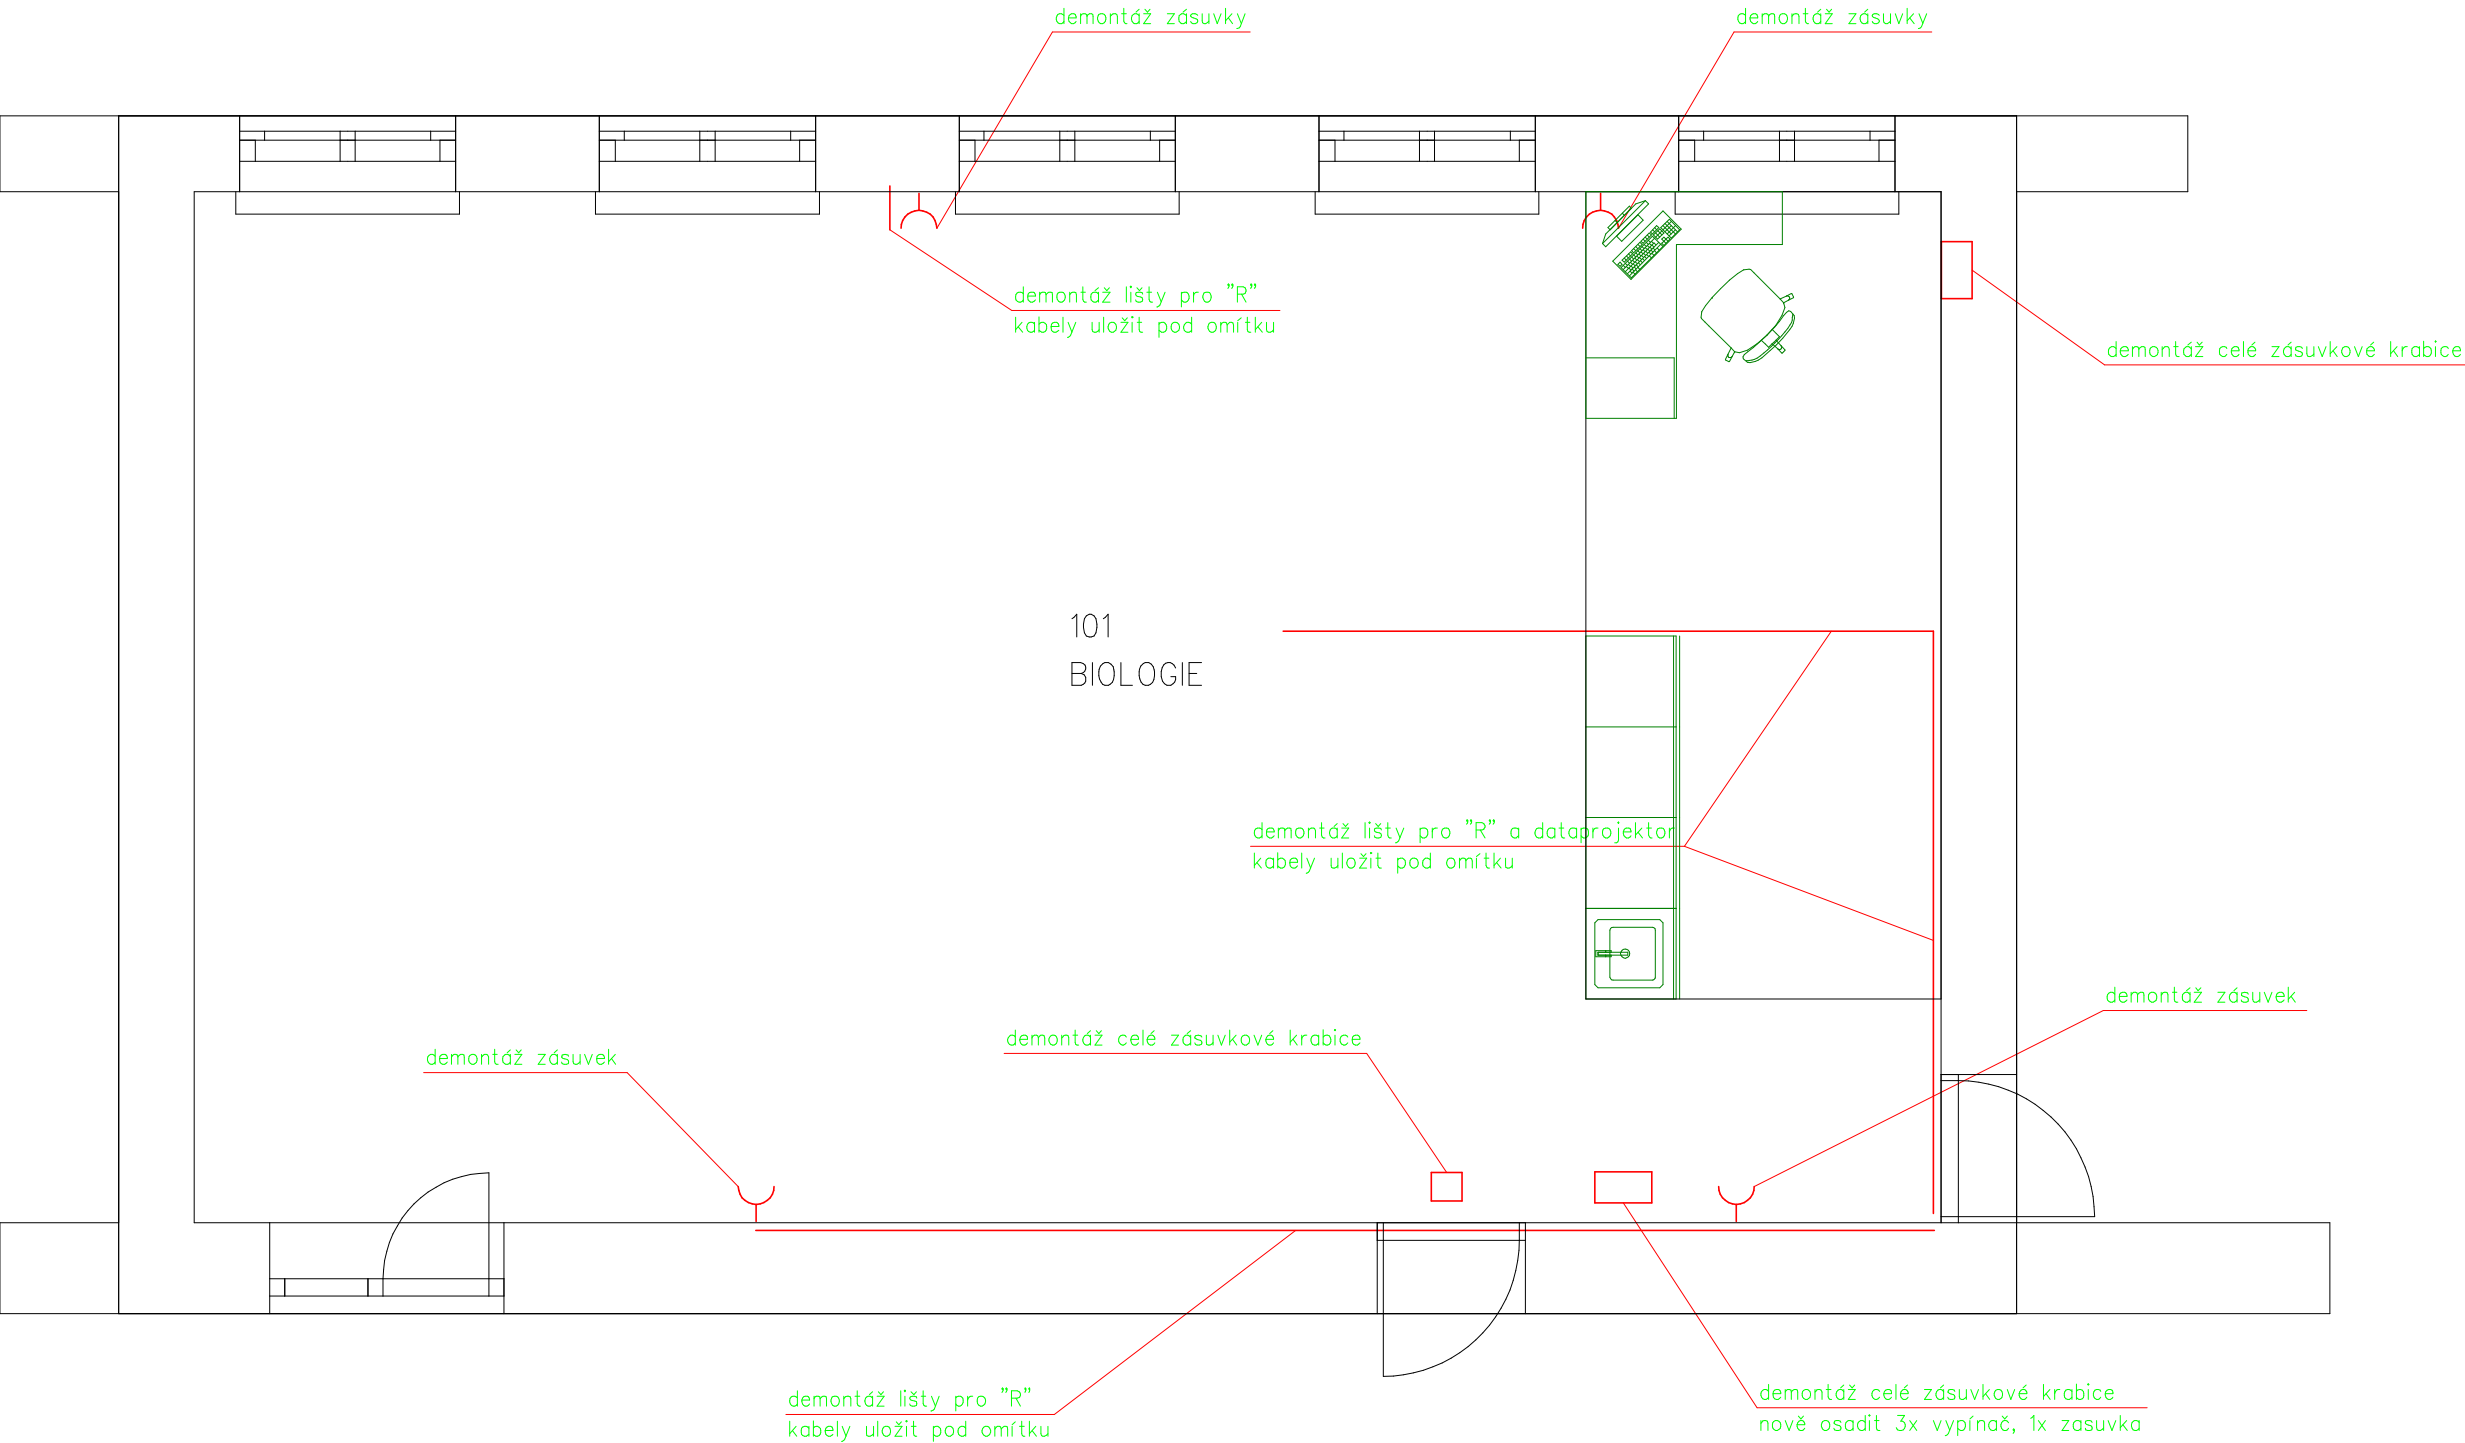 demontáž zásuvky
demontáž zásuvky
demontáž lišty pro "R"
kabely uložit pod omítku
demontáž celé zásuvkové krabice
101
BIOLOGIE
demontáž lišty pro "R" a dataprojektor
kabely uložit pod omítku
demontáž zásuvek
demontáž celé zásuvkové krabice
demontáž zásuvek
demontáž lišty pro "R"
kabely uložit pod omítku
demontáž celé zásuvkové krabice
nově osadit 3x vypínač, 1x zasuvka